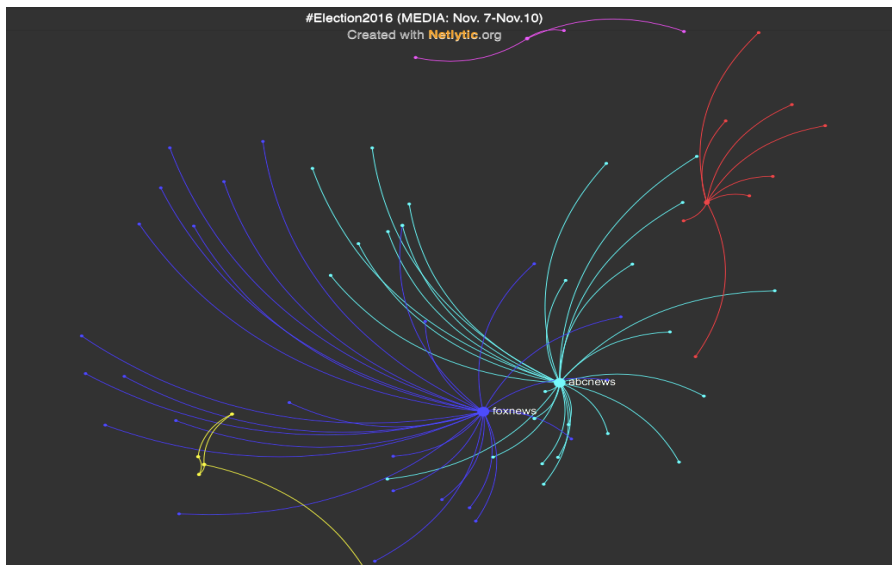 #Election2016 (MEDIA: Nov. 7-Nov.10)
Created with Netlytic.org
abcnews
foxnews